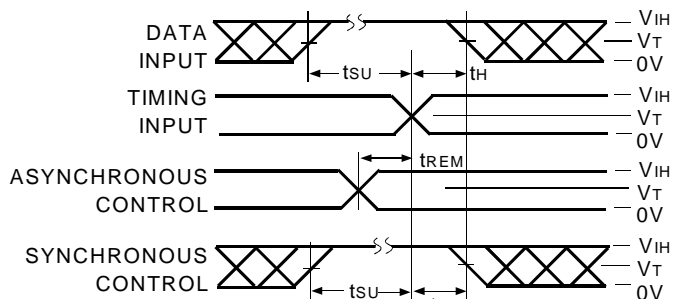 DATA INPUT
VIH
VT
0V
tSU
tH
TIMING INPUT
VIH
VT
0V
tREM
ASYNCHRONOUS CONTROL
VIH
VT
0V
SYNCHRONOUS CONTROL
VIH
VT
0V
tSU